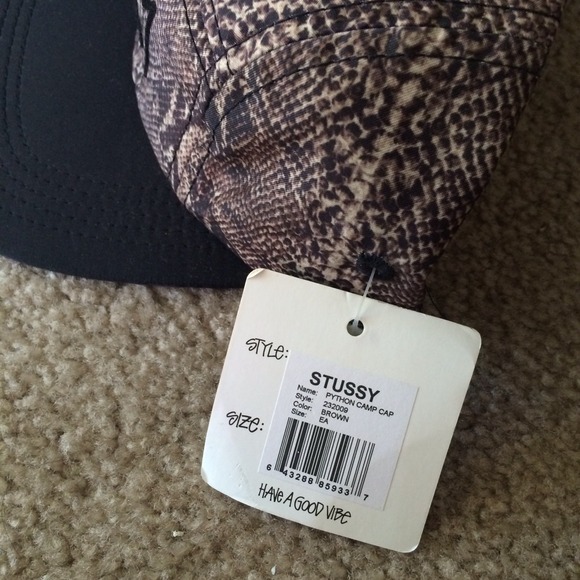 STYLE:
STUSSY
Name: PYTHON CAMP CAP
Style: 232009
Color: BROWN
Size: EA
SIZE:
6 43288 85933 7
HAVE A GOOD VIBE